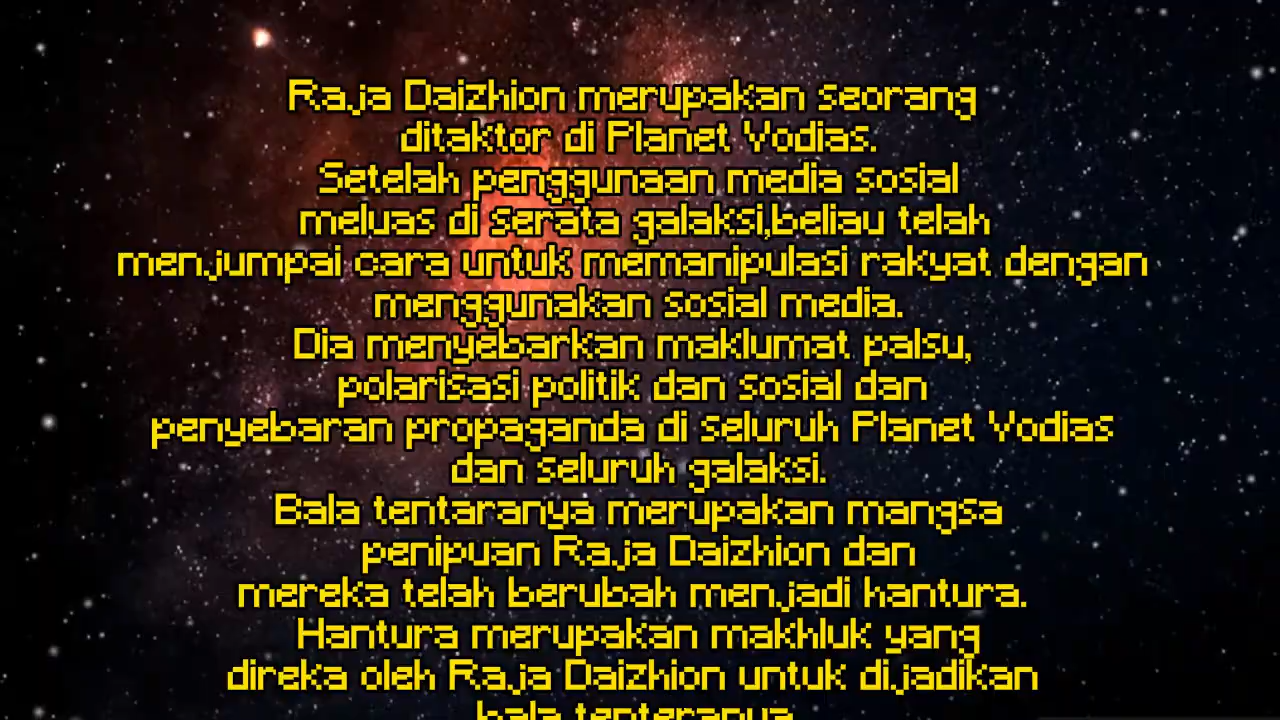 Raja Daizhion merupakan seorang
ditaktor di Planet Vodias.
Setelah penggunaan media sosial
meluas di serata galaksi,beliau telah
menjumpai cara untuk memanipulasi rakyat dengan
menggunakan sosial media.
Dia menyebarkan maklumat palsu,
polarisasi politik dan sosial dan
penyebaran propaganda di seluruh Planet Vodias
dan seluruh galaksi.
Bala tentaranya merupakan mangsa
penipuan Raja Daizhion dan
mereka telah berubah menjadi hantura.
Hantura merupakan makhluk yang
direka oleh Raja Daizhion untuk dijadikan
bala tenteranya